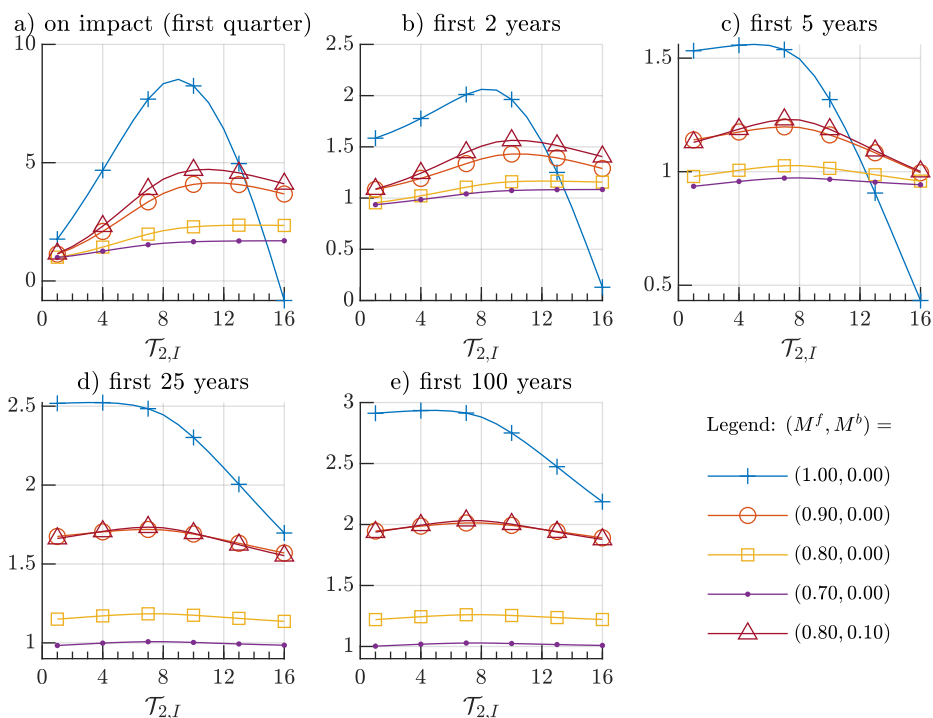 a) on impact (first quarter)
10
5
0
0 4 8 12 16
𝒯₂,I
b) first 2 years
2.5
2
1.5
1
0.5
0
0 4 8 12 16
𝒯₂,I
c) first 5 years
1.5
1
0.5
0 4 8 12 16
𝒯₂,I
d) first 25 years
2.5
2
1.5
1
0 4 8 12 16
𝒯₂,I
e) first 100 years
3
2.5
2
1.5
1
0 4 8 12 16
𝒯₂,I
Legend: (M^f, M^b) =
(1.00, 0.00)
(0.90, 0.00)
(0.80, 0.00)
(0.70, 0.00)
(0.80, 0.10)